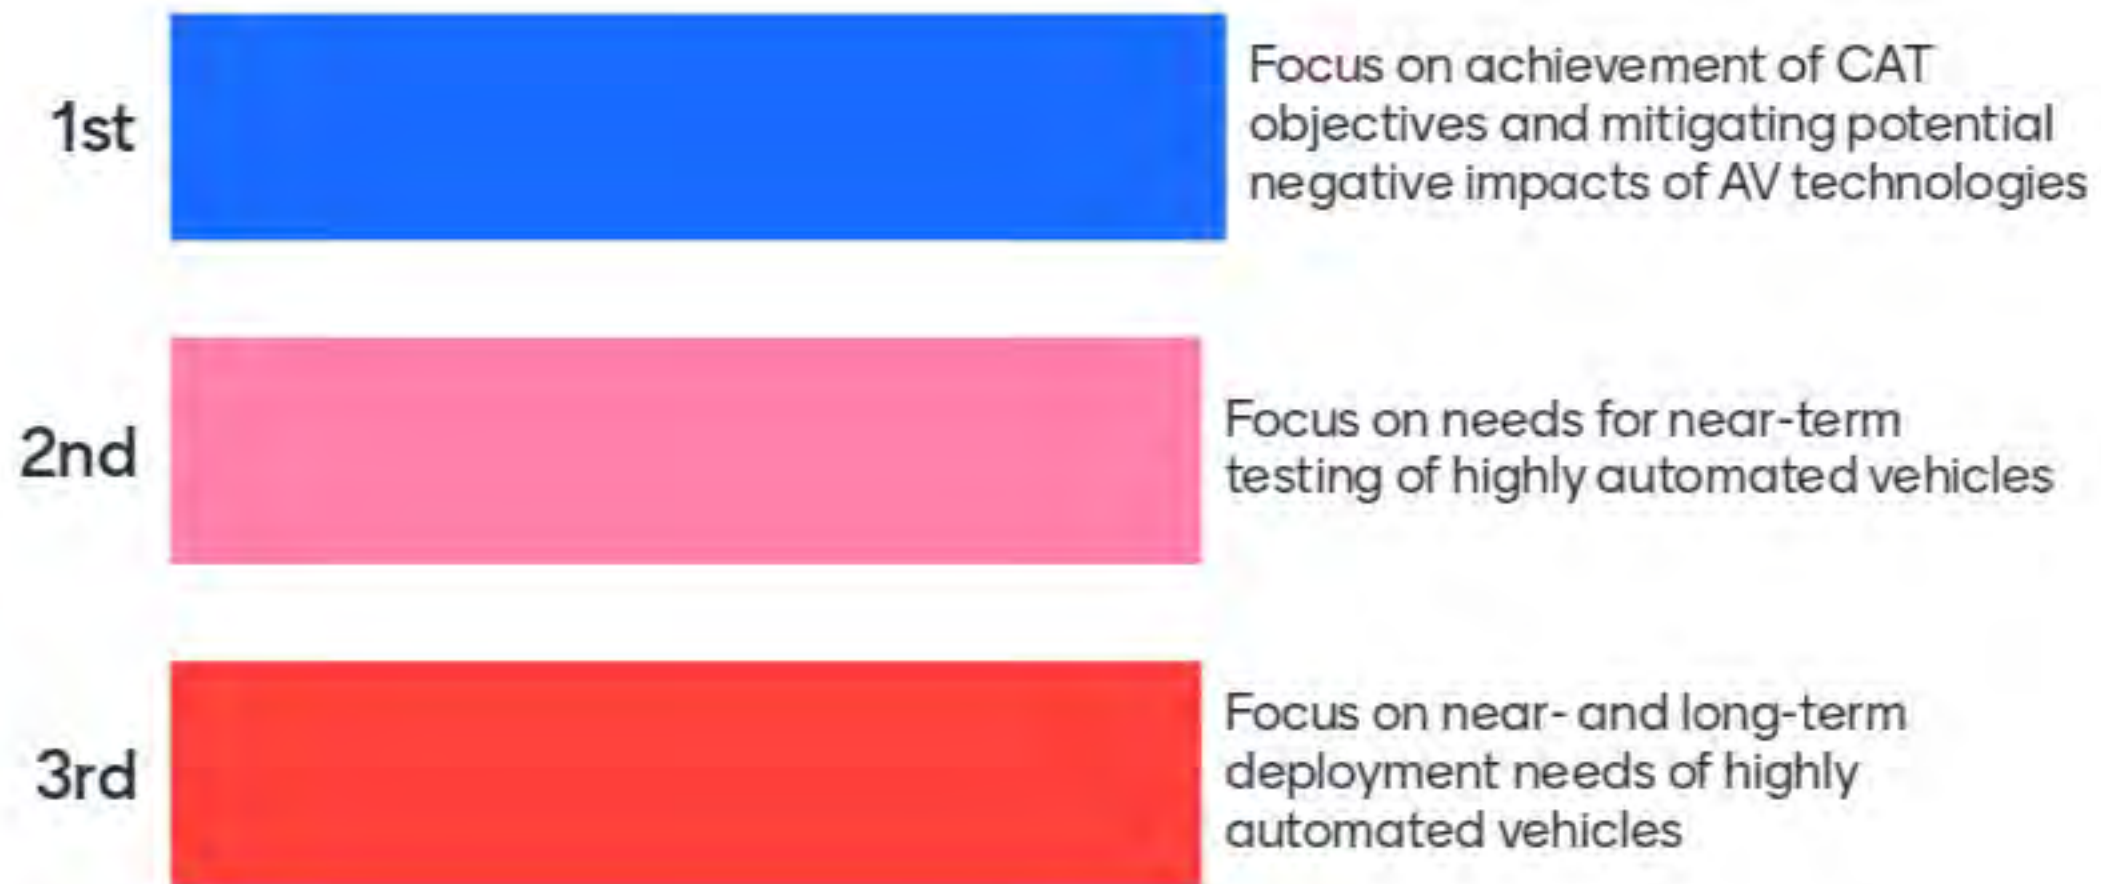 1st
Focus on achievement of CAT
objectives and mitigating potential
negative impacts of AV technologies
2nd
Focus on needs for near-term
testing of highly automated vehicles
3rd
Focus on near- and long-term
deployment needs of highly
automated vehicles